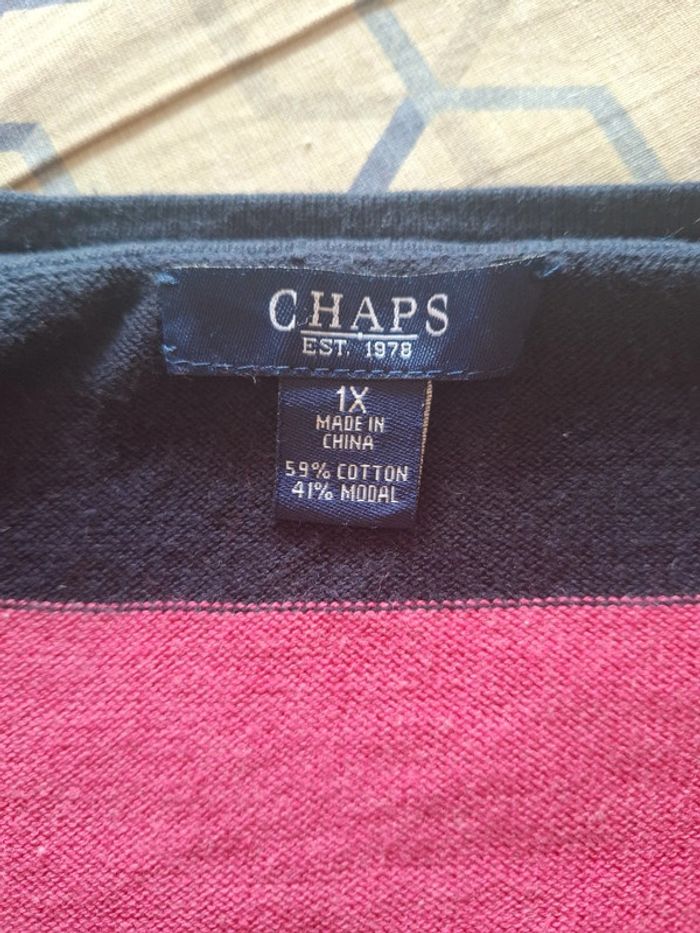 CHAPS
EST. 1978
1X
MADE IN
CHINA
59% COTTON
41% MODAL